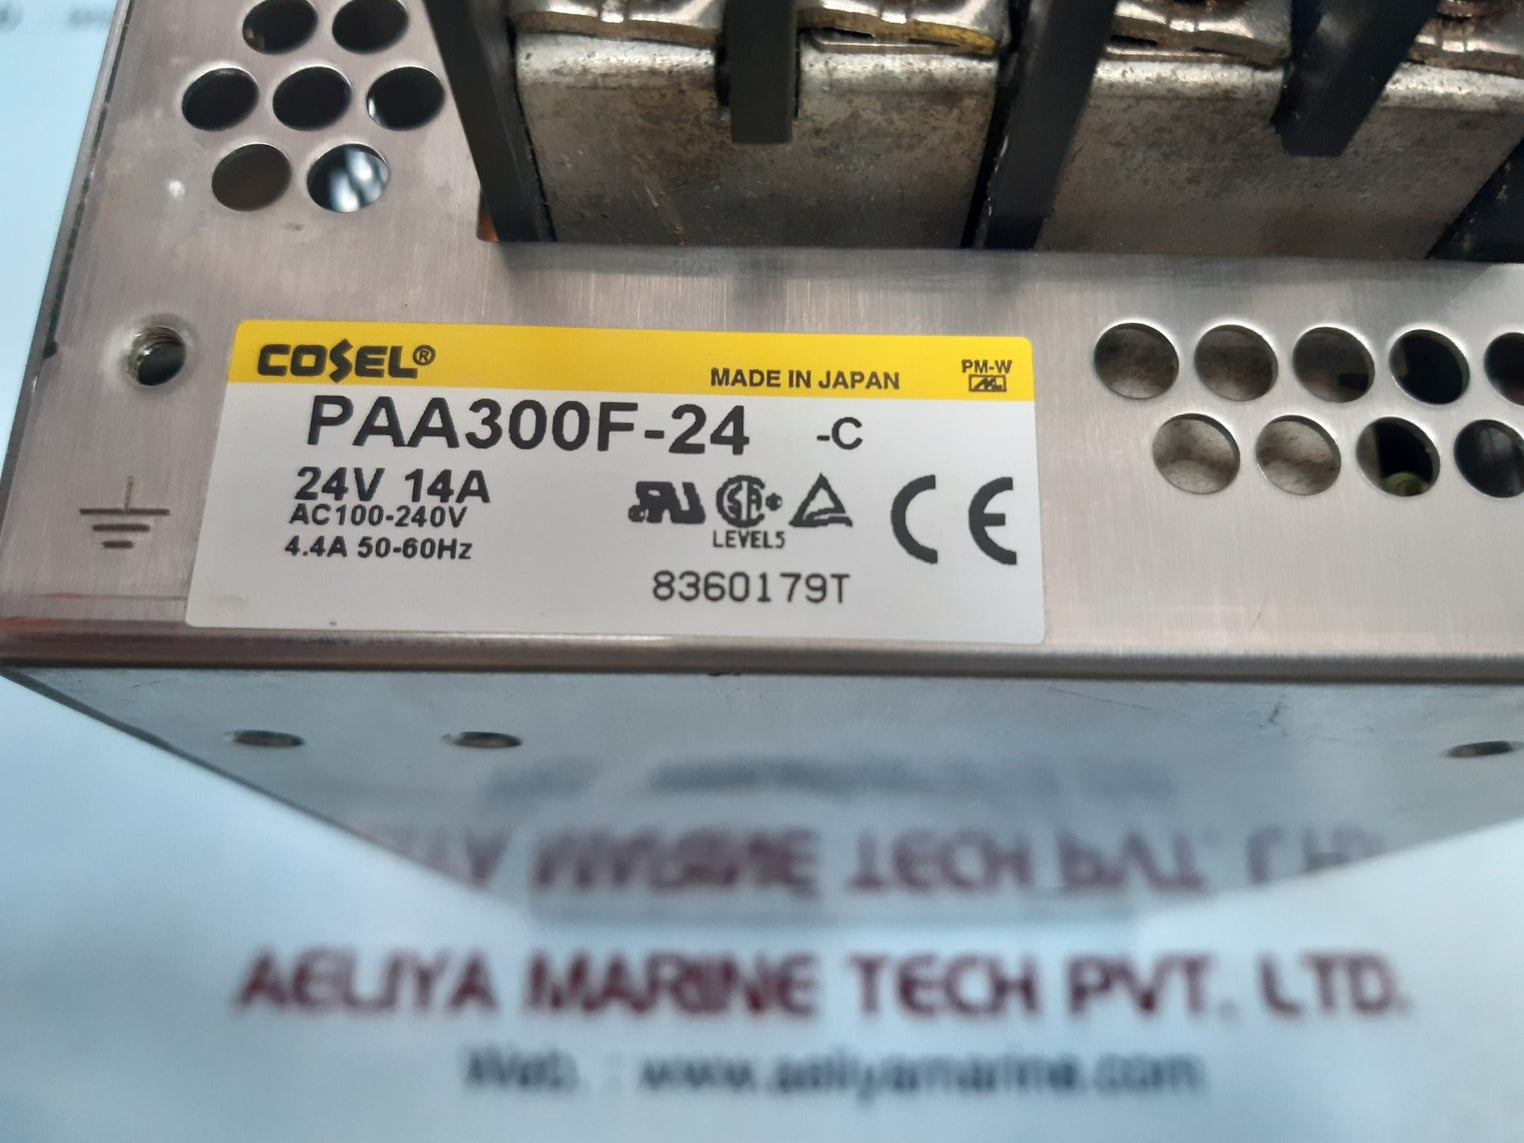 COSEL®
MADE IN JAPAN
PM-W
PAA300F-24 -C
24V 14A
AC100-240V
4.4A 50-60Hz
LEVEL5
CE
8360179T
AELIYA MARINE TECH PVT. LTD.
Web. : www.aeliyamarine.com